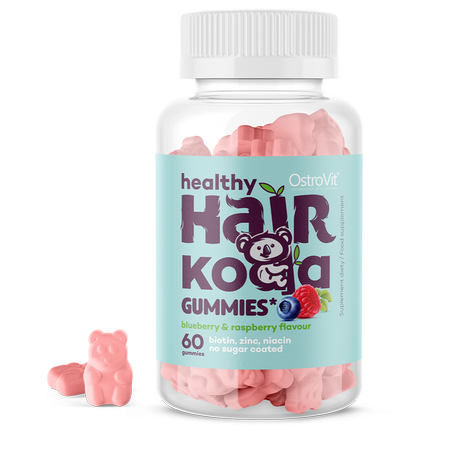 healthy
OstroVit®
HAIR
KOALA
GUMMIES*
blueberry & raspberry flavour
60 gummies
biotin, zinc, niacin
no sugar coated
Suplement diety / Food supplement